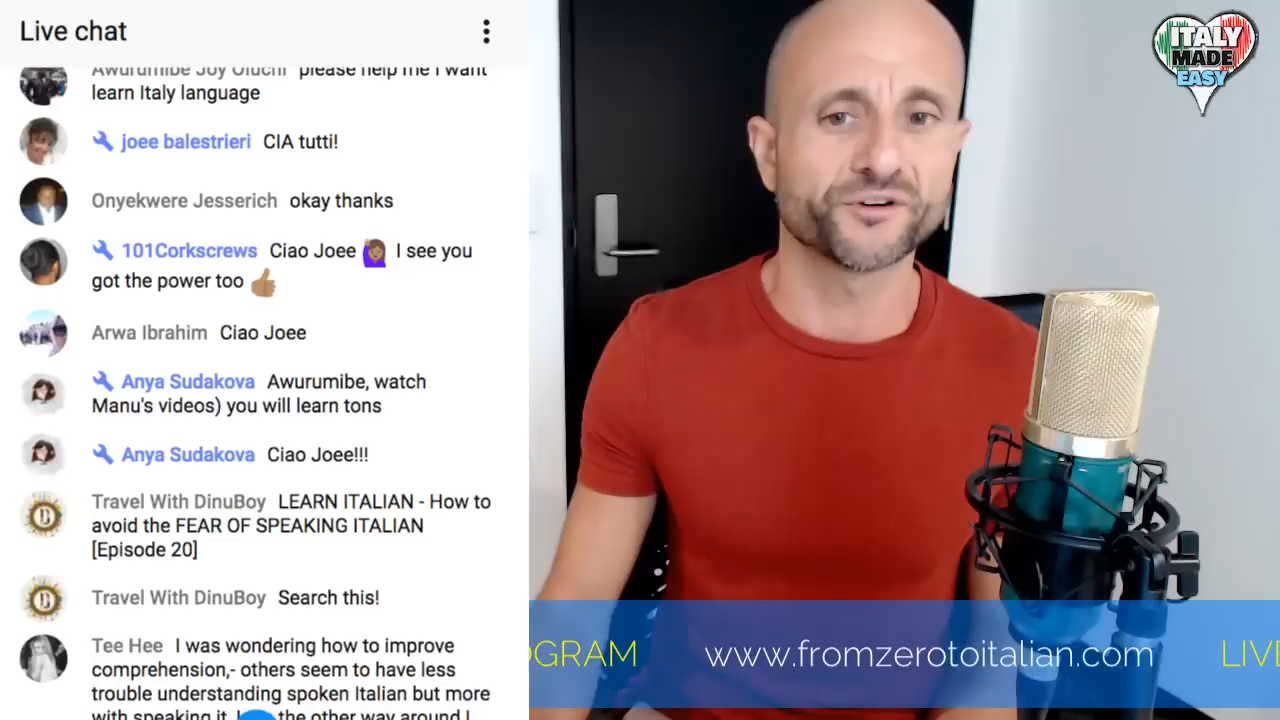 Live chat
Awurumibe Joy Oluchi please help me I want
learn Italy language
joee balestrieri CIA tutti!
Onyekwere Jesserich okay thanks
101Corkscrews Ciao Joee 🙋🏽‍♀️ I see you
got the power too 👍🏽
Arwa Ibrahim Ciao Joee
Anya Sudakova Awurumibe, watch
Manu's videos) you will learn tons
Anya Sudakova Ciao Joee!!!
Travel With DinuBoy LEARN ITALIAN - How to
avoid the FEAR OF SPEAKING ITALIAN
[Episode 20]
Travel With DinuBoy Search this!
Tee Hee I was wondering how to improve
comprehension,- others seem to have less
trouble understanding spoken Italian but more
with speaking it, the other way around I
ITALY
MADE
EASY
OGRAM www.fromzerotoitalian.com LIVE